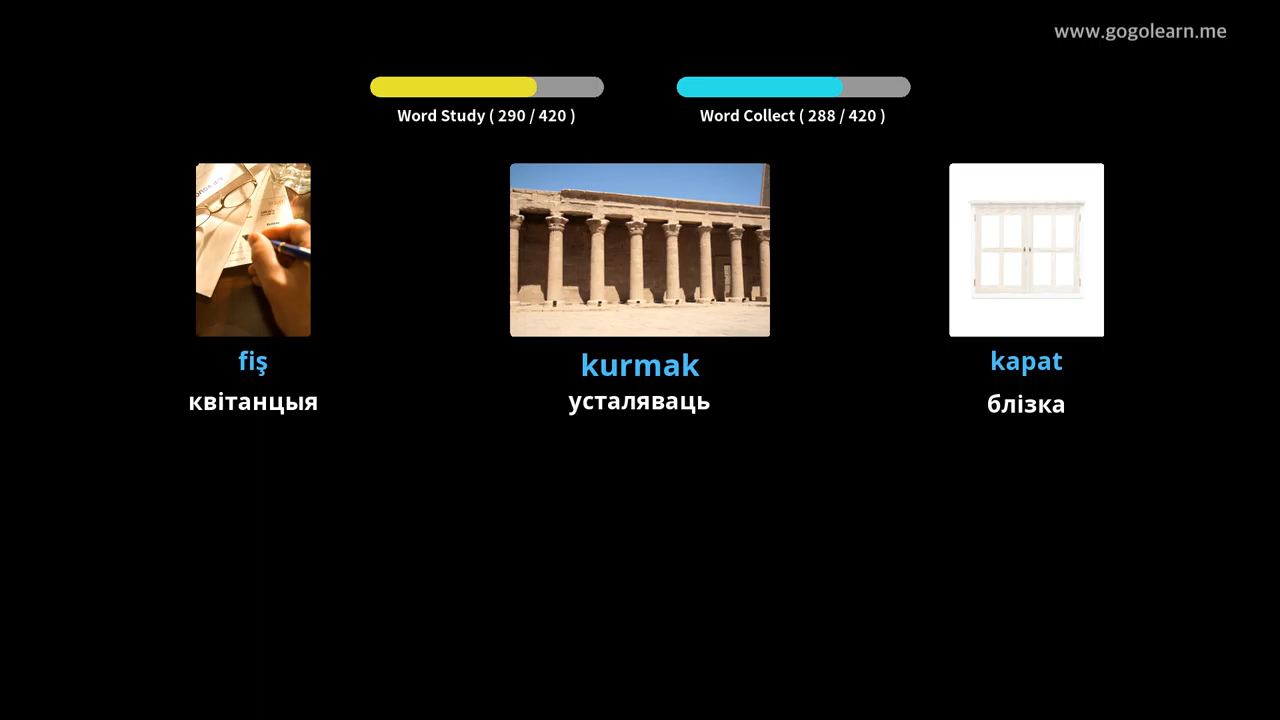 www.gogolearn.me
Word Study ( 290 / 420 )
Word Collect ( 288 / 420 )
fiş
kurmak
kapat
квітанцыя
усталяваць
блізка